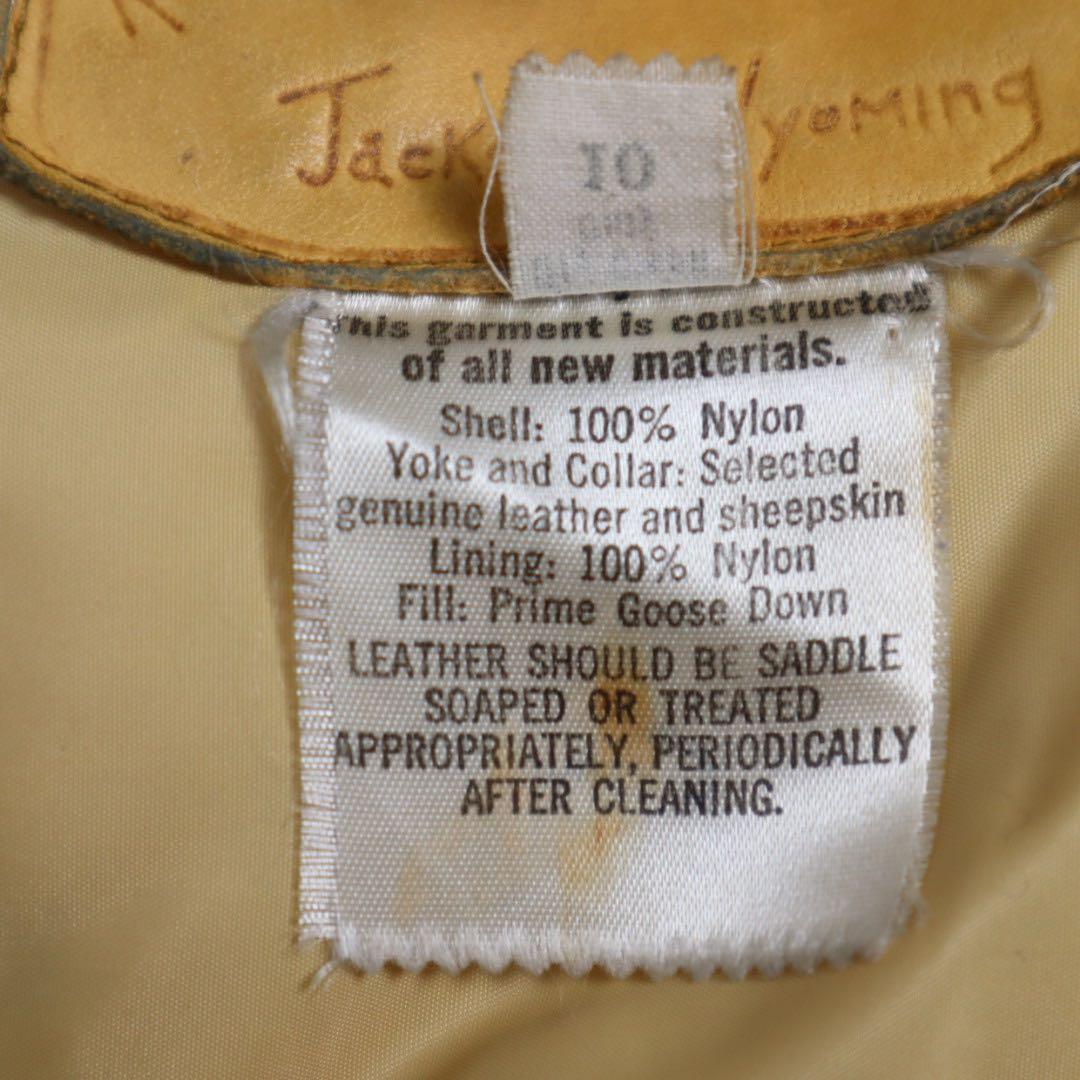 Jack yoming
10
This garment is constructed
of all new materials.
Shell: 100% Nylon
Yoke and Collar: Selected
genuine leather and sheepskin
Lining: 100% Nylon
Fill: Prime Goose Down
LEATHER SHOULD BE SADDLE
SOAPED OR TREATED
APPROPRIATELY, PERIODICALLY
AFTER CLEANING.